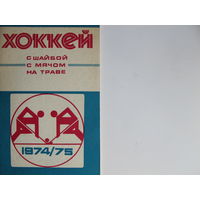 ХОККЕЙ
С ШАЙБОЙ
С МЯЧОМ
НА ТРАВЕ
1974/75